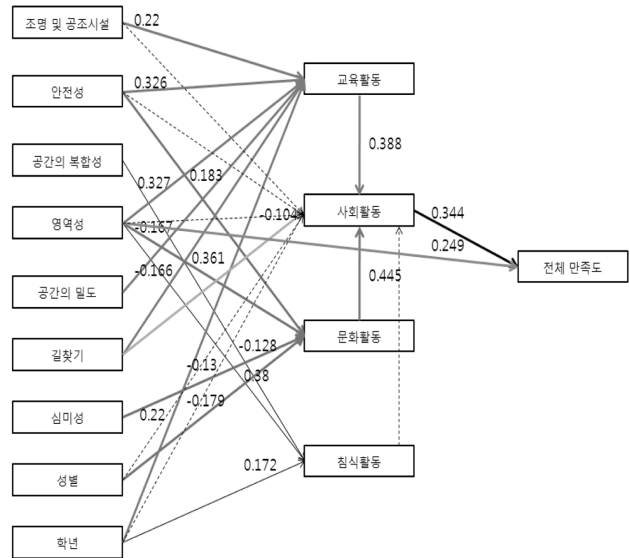 조명 및 공조시설
0.22
안전성
0.326
교육활동
0.388
공간의 복합성
0.327
0.183
영역성
-0.167
-0.104
사회활동
0.344
0.249
전체 만족도
-0.166
0.361
0.445
공간의 밀도
길찾기
-0.128
문화활동
-0.13
0.38
심미성
0.22
-0.179
성별
0.172
침식활동
학년